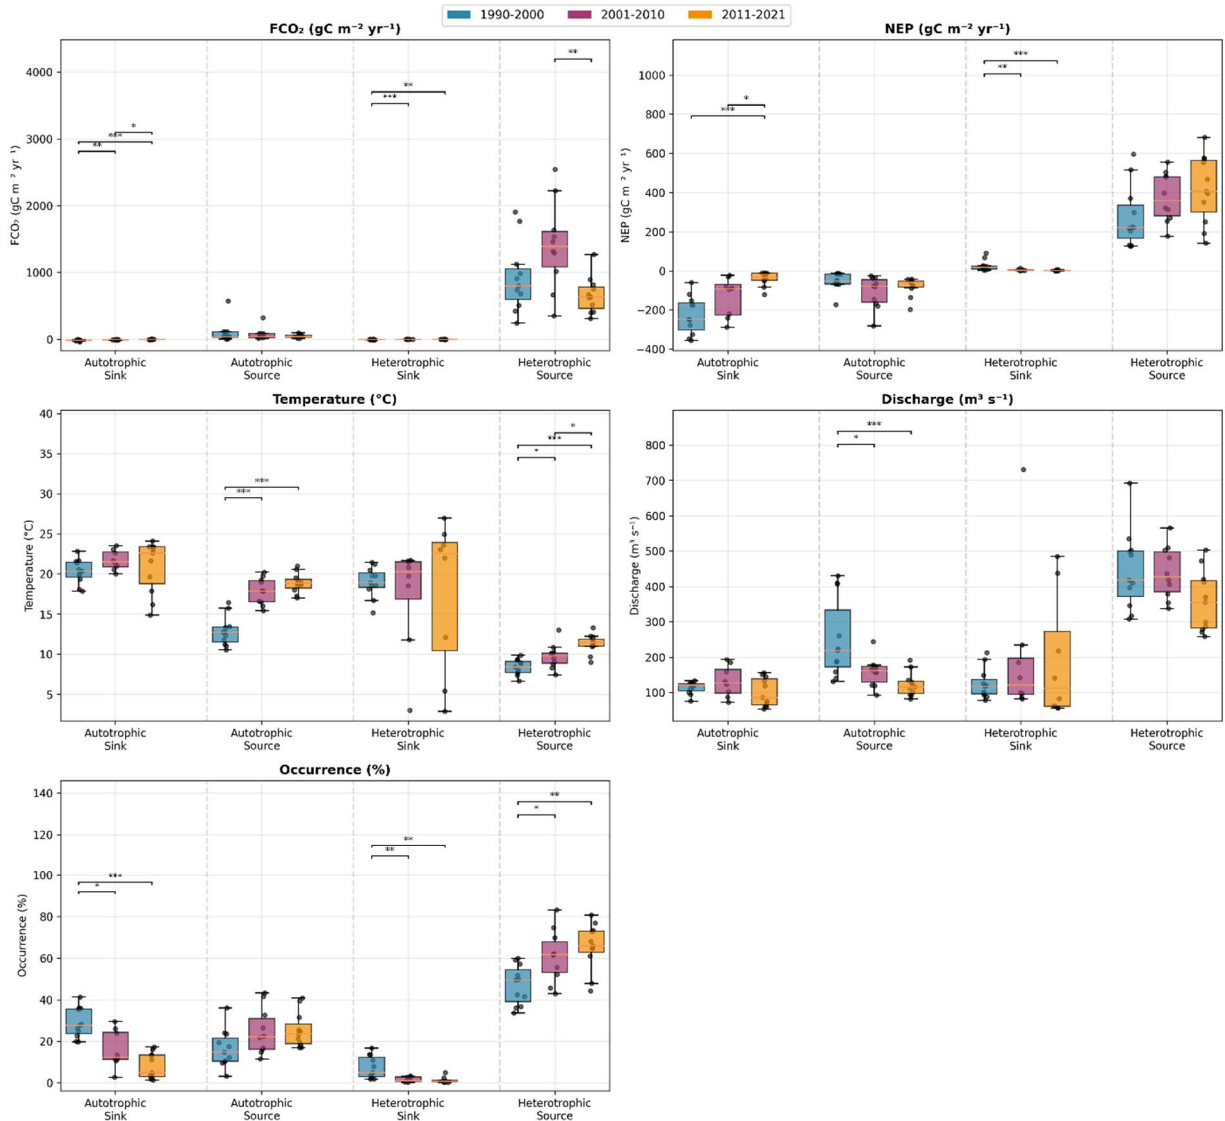 1990-2000 2001-2010 2011-2021
FCO₂ (gC m⁻² yr⁻¹)
FCO₂ (gC m⁻² yr⁻¹)
4000
3000
2000
1000
0
** *** * *** ** **
Autotrophic Sink
Autotrophic Source
Heterotrophic Sink
Heterotrophic Source
NEP (gC m⁻² yr⁻¹)
NEP (gC m⁻² yr⁻¹)
1000
800
600
400
200
0
−200
−400
*** * ** ***
Autotrophic Sink
Autotrophic Source
Heterotrophic Sink
Heterotrophic Source
Temperature (°C)
Temperature (°C)
40
35
30
25
20
15
10
5
*** *** * *** *
Autotrophic Sink
Autotrophic Source
Heterotrophic Sink
Heterotrophic Source
Discharge (m³ s⁻¹)
Discharge (m³ s⁻¹)
800
700
600
500
400
300
200
100
* ***
Autotrophic Sink
Autotrophic Source
Heterotrophic Sink
Heterotrophic Source
Occurrence (%)
Occurrence (%)
140
120
100
80
60
40
20
0
* *** ** ** * **
Autotrophic Sink
Autotrophic Source
Heterotrophic Sink
Heterotrophic Source